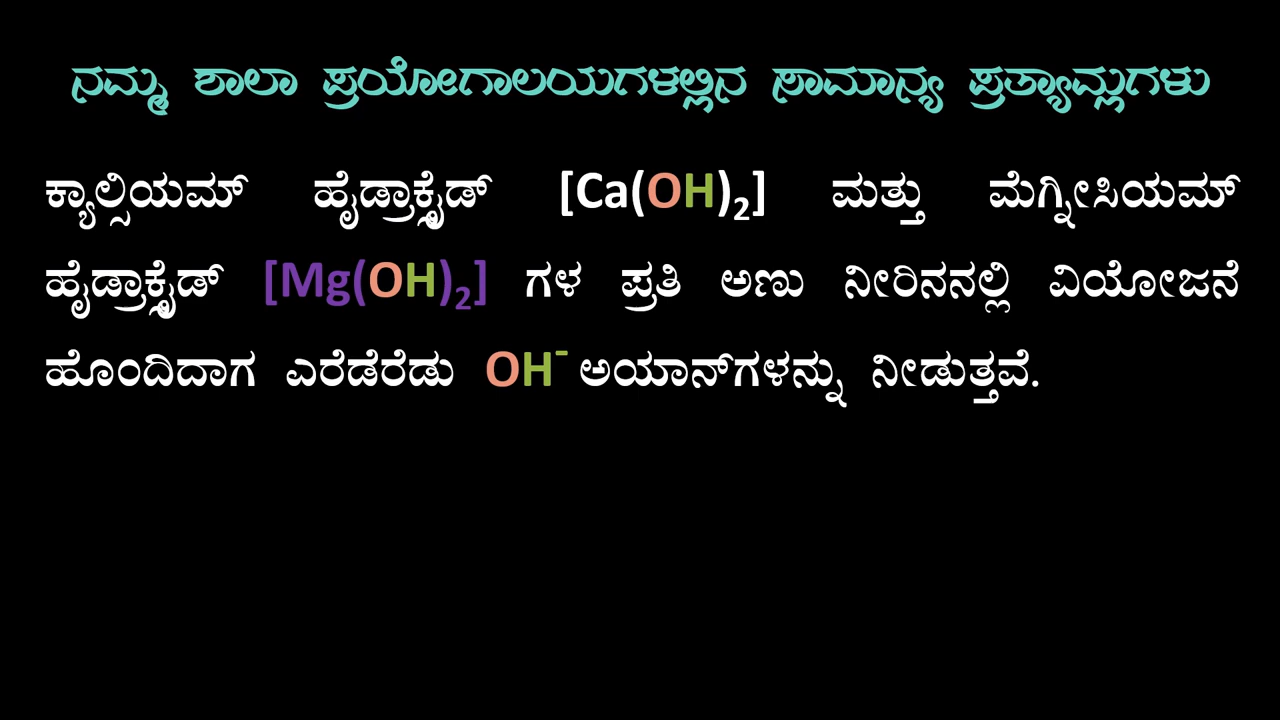 ನಮ್ಮ ಶಾಲಾ ಪ್ರಯೋಗಾಲಯಗಳಲ್ಲಿನ ಸಾಮಾನ್ಯ ಪ್ರತ್ಯಾಮ್ಲಗಳು
ಕ್ಯಾಲ್ಸಿಯಮ್ ಹೈಡ್ರಾಕ್ಸೈಡ್ [Ca(OH)₂] ಮತ್ತು ಮೆಗ್ನೀಸಿಯಮ್
ಹೈಡ್ರಾಕ್ಸೈಡ್ [Mg(OH)₂] ಗಳ ಪ್ರತಿ ಅಣು ನೀರಿನನಲ್ಲಿ ವಿಯೋಜನೆ
ಹೊಂದಿದಾಗ ಎರೆಡೆರೆಡು OH⁻ ಅಯಾನ್‌ಗಳನ್ನು ನೀಡುತ್ತವೆ.